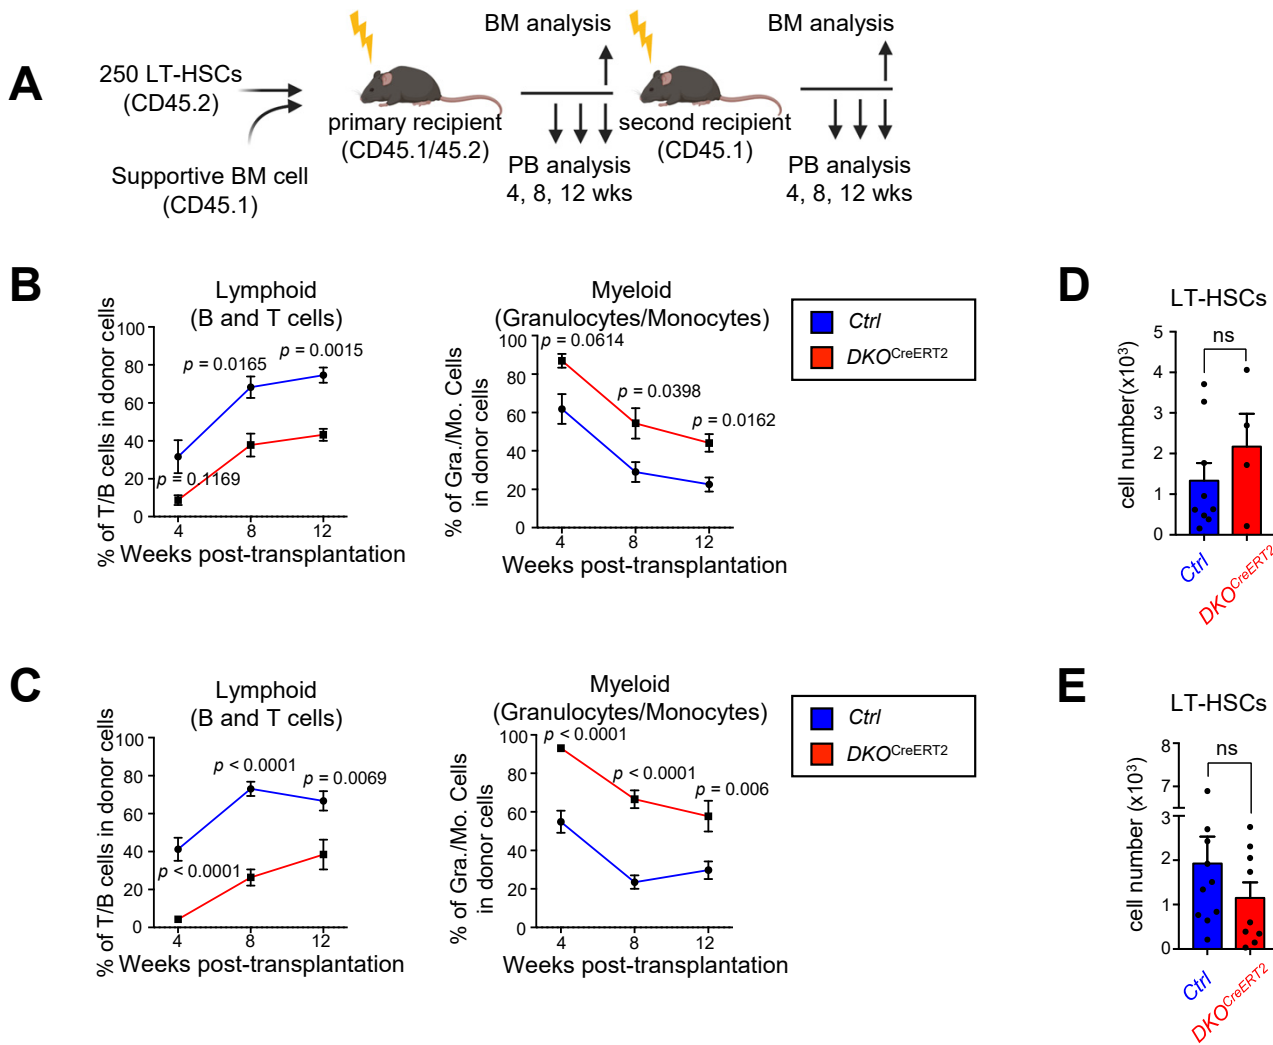 A
250 LT-HSCs
(CD45.2)
Supportive BM cell
(CD45.1)
primary recipient
(CD45.1/45.2)
BM analysis
PB analysis
4, 8, 12 wks
second recipient
(CD45.1)
BM analysis
PB analysis
4, 8, 12 wks
B
Lymphoid
(B and T cells)
% of T/B cells in donor cells
100
80
60
40
20
0
p = 0.0165
p = 0.0015
p = 0.1169
4 8 12
Weeks post-transplantation
Myeloid
(Granulocytes/Monocytes)
% of Gra./Mo. Cells
in donor cells
100
80
60
40
20
0
p = 0.0614
p = 0.0398
p = 0.0162
4 8 12
Weeks post-transplantation
Ctrl
DKO^CreERT2
D
LT-HSCs
cell number(x10³)
5
4
3
2
1
0
ns
Ctrl
DKO^CreERT2
C
Lymphoid
(B and T cells)
% of T/B cells in donor cells
100
80
60
40
20
0
p < 0.0001
p = 0.0069
p < 0.0001
4 8 12
Weeks post-transplantation
Myeloid
(Granulocytes/Monocytes)
% of Gra./Mo. Cells
in donor cells
100
80
60
40
20
0
p < 0.0001
p < 0.0001
p = 0.006
4 8 12
Weeks post-transplantation
Ctrl
DKO^CreERT2
E
LT-HSCs
cell number (x10³)
8
7
3
2
1
0
ns
Ctrl
DKO^CreERT2